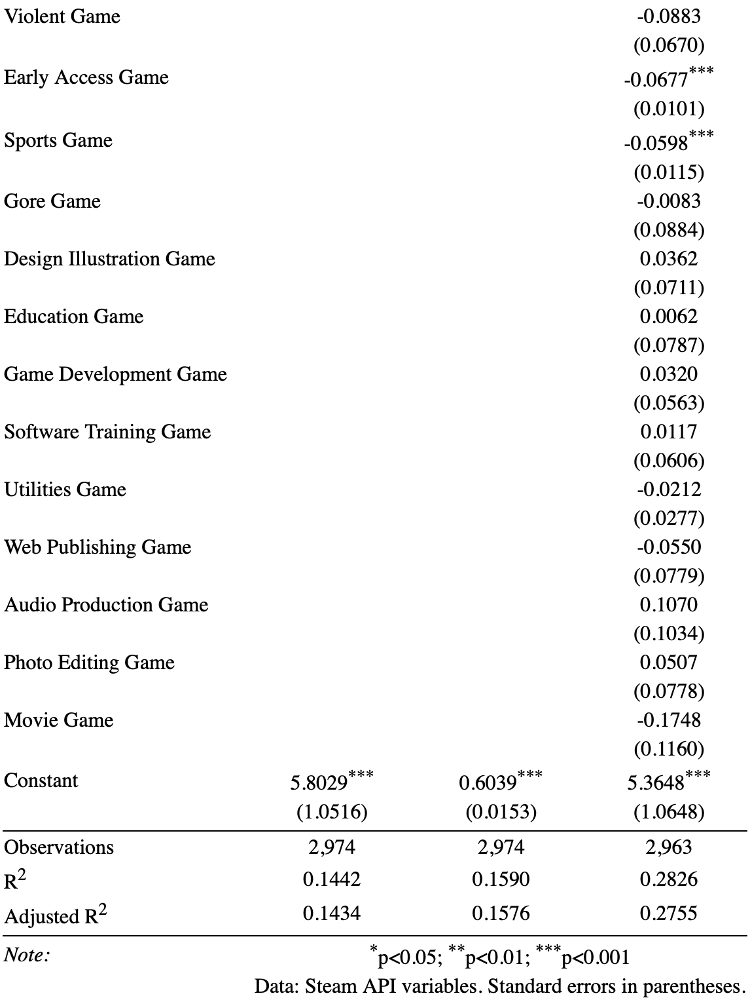 Violent Game -0.0883
(0.0670)
Early Access Game -0.0677***
(0.0101)
Sports Game -0.0598***
(0.0115)
Gore Game -0.0083
(0.0884)
Design Illustration Game 0.0362
(0.0711)
Education Game 0.0062
(0.0787)
Game Development Game 0.0320
(0.0563)
Software Training Game 0.0117
(0.0606)
Utilities Game -0.0212
(0.0277)
Web Publishing Game -0.0550
(0.0779)
Audio Production Game 0.1070
(0.1034)
Photo Editing Game 0.0507
(0.0778)
Movie Game -0.1748
(0.1160)
Constant 5.8029*** 0.6039*** 5.3648***
(1.0516) (0.0153) (1.0648)
Observations 2,974 2,974 2,963
R2 0.1442 0.1590 0.2826
Adjusted R2 0.1434 0.1576 0.2755
Note: *p<0.05; **p<0.01; ***p<0.001
Data: Steam API variables. Standard errors in parentheses.